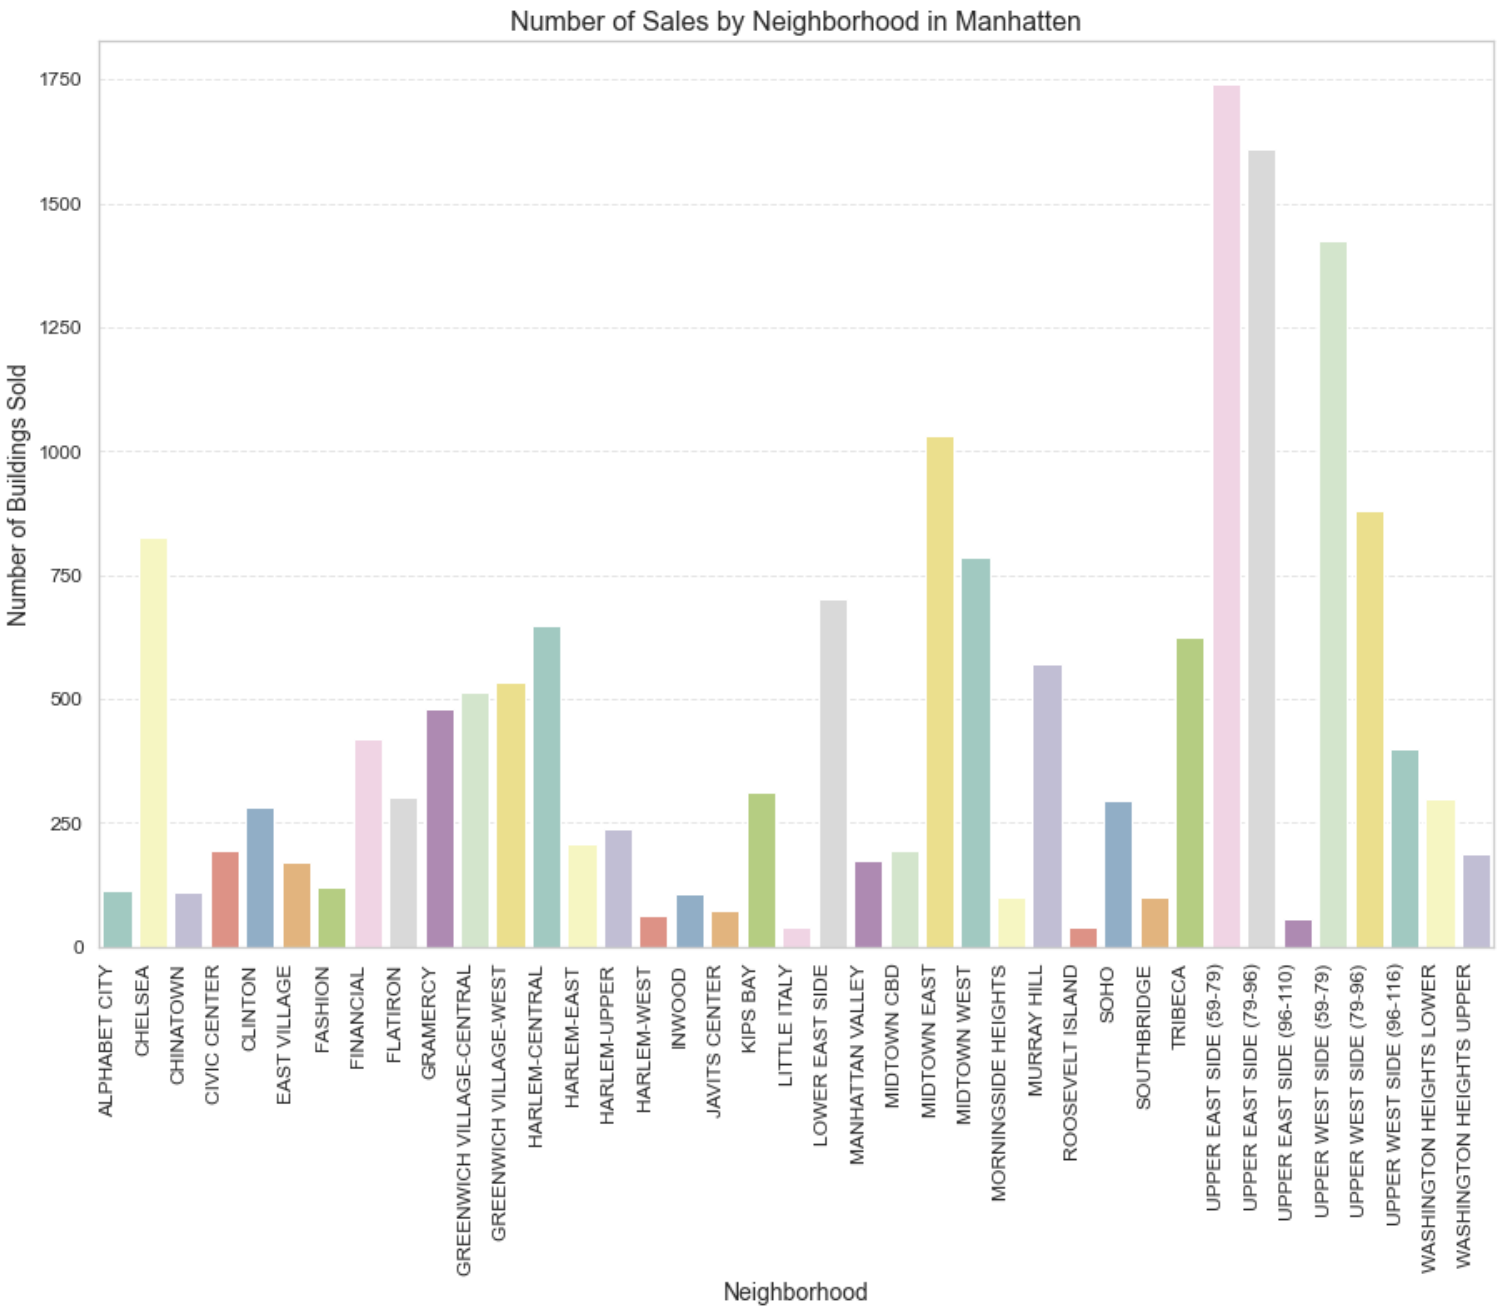 Number of Sales by Neighborhood in Manhatten
Number of Buildings Sold
1750
1500
1250
1000
750
500
250
0
ALPHABET CITY
CHELSEA
CHINATOWN
CIVIC CENTER
CLINTON
EAST VILLAGE
FASHION
FINANCIAL
FLATIRON
GRAMERCY
GREENWICH VILLAGE-CENTRAL
GREENWICH VILLAGE-WEST
HARLEM-CENTRAL
HARLEM-EAST
HARLEM-UPPER
HARLEM-WEST
INWOOD
JAVITS CENTER
KIPS BAY
LITTLE ITALY
LOWER EAST SIDE
MANHATTAN VALLEY
MIDTOWN CBD
MIDTOWN EAST
MIDTOWN WEST
MORNINGSIDE HEIGHTS
MURRAY HILL
ROOSEVELT ISLAND
SOHO
SOUTHBRIDGE
TRIBECA
UPPER EAST SIDE (59-79)
UPPER EAST SIDE (79-96)
UPPER EAST SIDE (96-110)
UPPER WEST SIDE (59-79)
UPPER WEST SIDE (79-96)
UPPER WEST SIDE (96-116)
WASHINGTON HEIGHTS LOWER
WASHINGTON HEIGHTS UPPER
Neighborhood